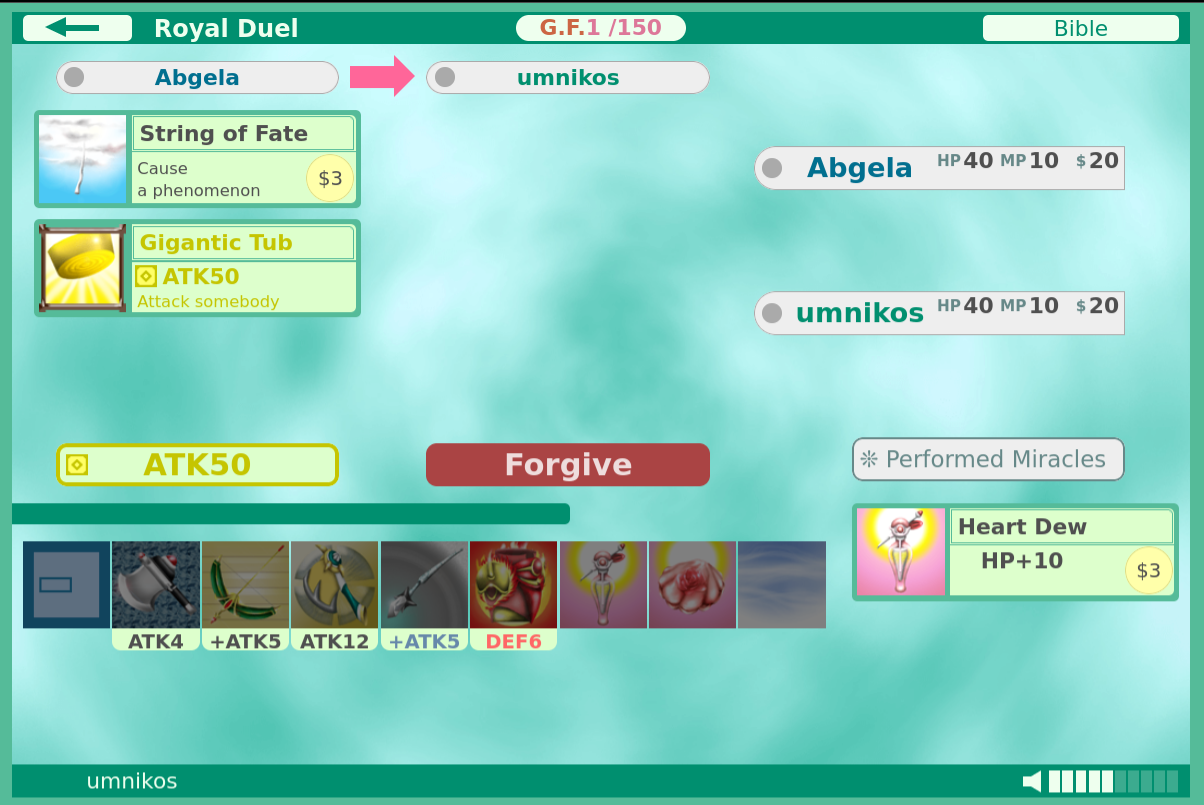 Royal Duel
G.F.1 /150
Bible
Abgela
umnikos
String of Fate
Cause
a phenomenon
$3
Gigantic Tub
ATK50
Attack somebody
Abgela HP40 MP10 $20
umnikos HP40 MP10 $20
ATK50
Forgive
Performed Miracles
Heart Dew
HP+10
$3
ATK4
+ATK5
ATK12
+ATK5
DEF6
umnikos